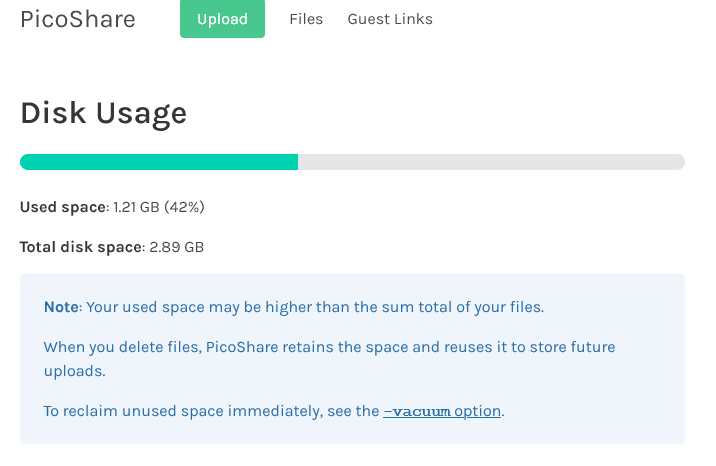 PicoShare Upload Files Guest Links
Disk Usage
Used space: 1.21 GB (42%)
Total disk space: 2.89 GB
Note: Your used space may be higher than the sum total of your files.
When you delete files, PicoShare retains the space and reuses it to store future
uploads.
To reclaim unused space immediately, see the -vacuum option.